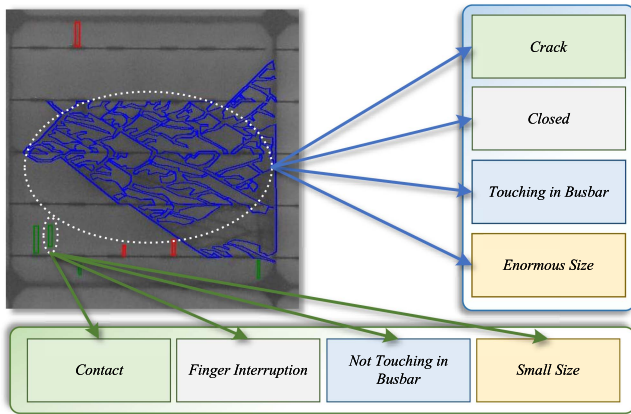 Crack
Closed
Touching in Busbar
Enormous Size
Contact
Finger Interruption
Not Touching in
Busbar
Small Size